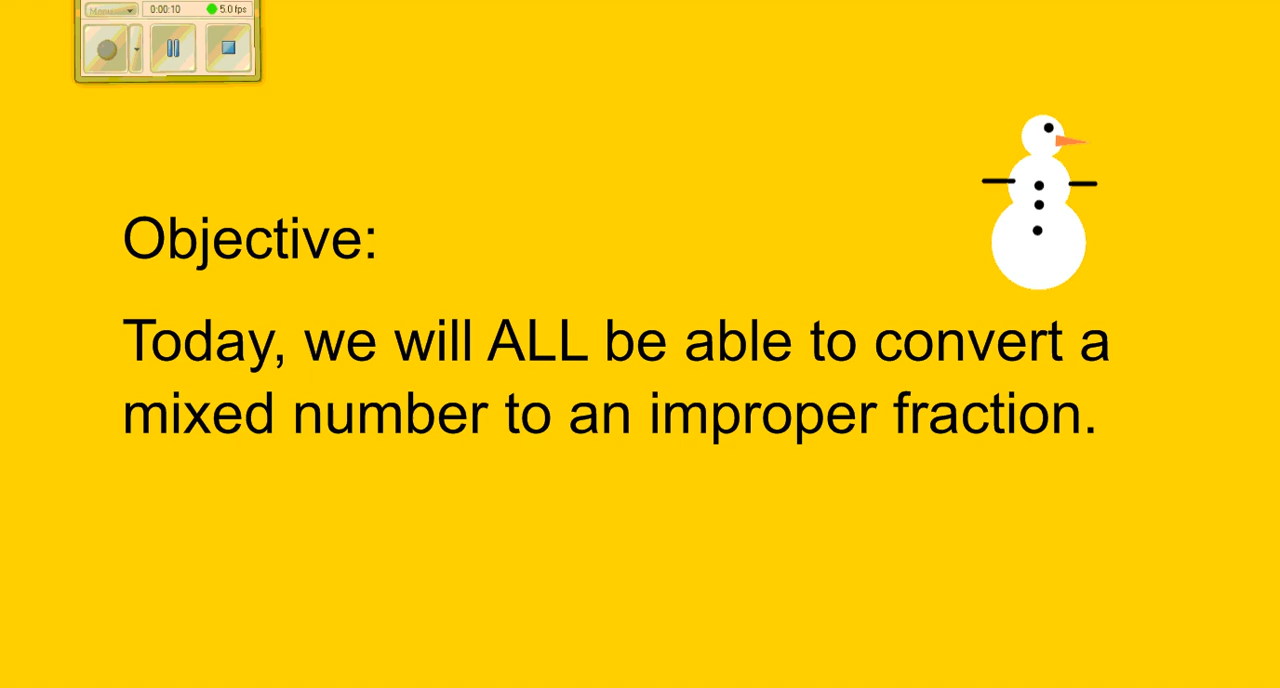 Menu
0:00:10
5.0 fps
Objective:
Today, we will ALL be able to convert a
mixed number to an improper fraction.